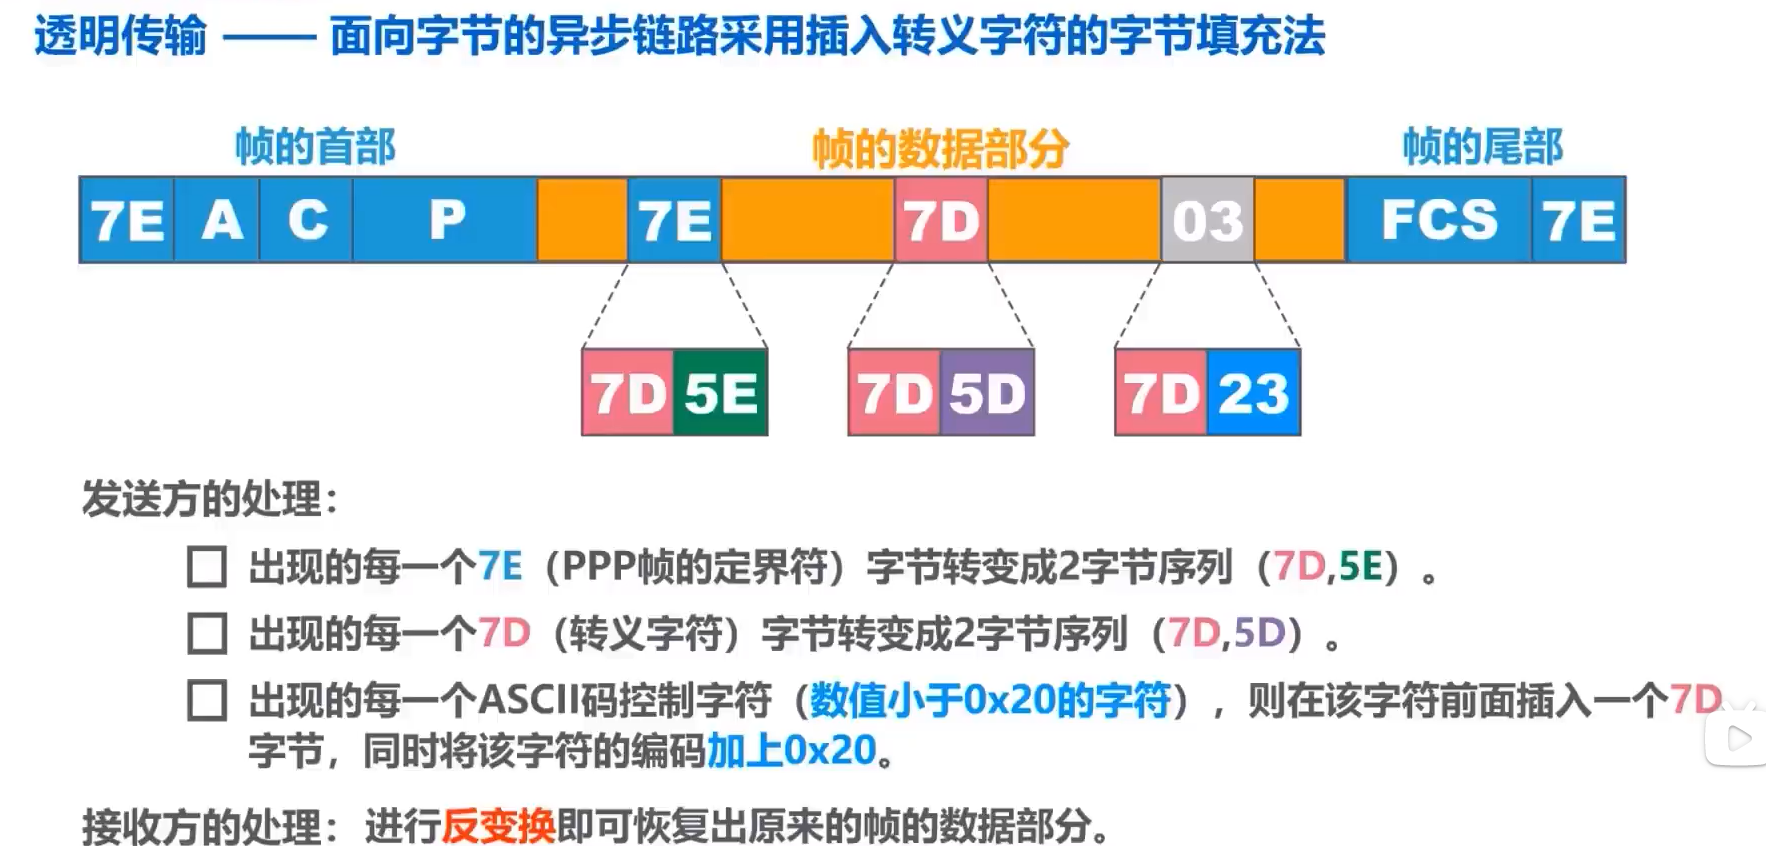 透明传输 —— 面向字节的异步链路采用插入转义字符的字节填充法
帧的首部 帧的数据部分 帧的尾部
7E A C P 7E 7D 03 FCS 7E
7D 5E 7D 5D 7D 23
发送方的处理：
□ 出现的每一个7E（PPP帧的定界符）字节转变成2字节序列（7D,5E）。
□ 出现的每一个7D（转义字符）字节转变成2字节序列（7D,5D）。
□ 出现的每一个ASCII码控制字符（数值小于0x20的字符），则在该字符前面插入一个7D
字节，同时将该字符的编码加上0x20。
接收方的处理：进行反变换即可恢复出原来的帧的数据部分。